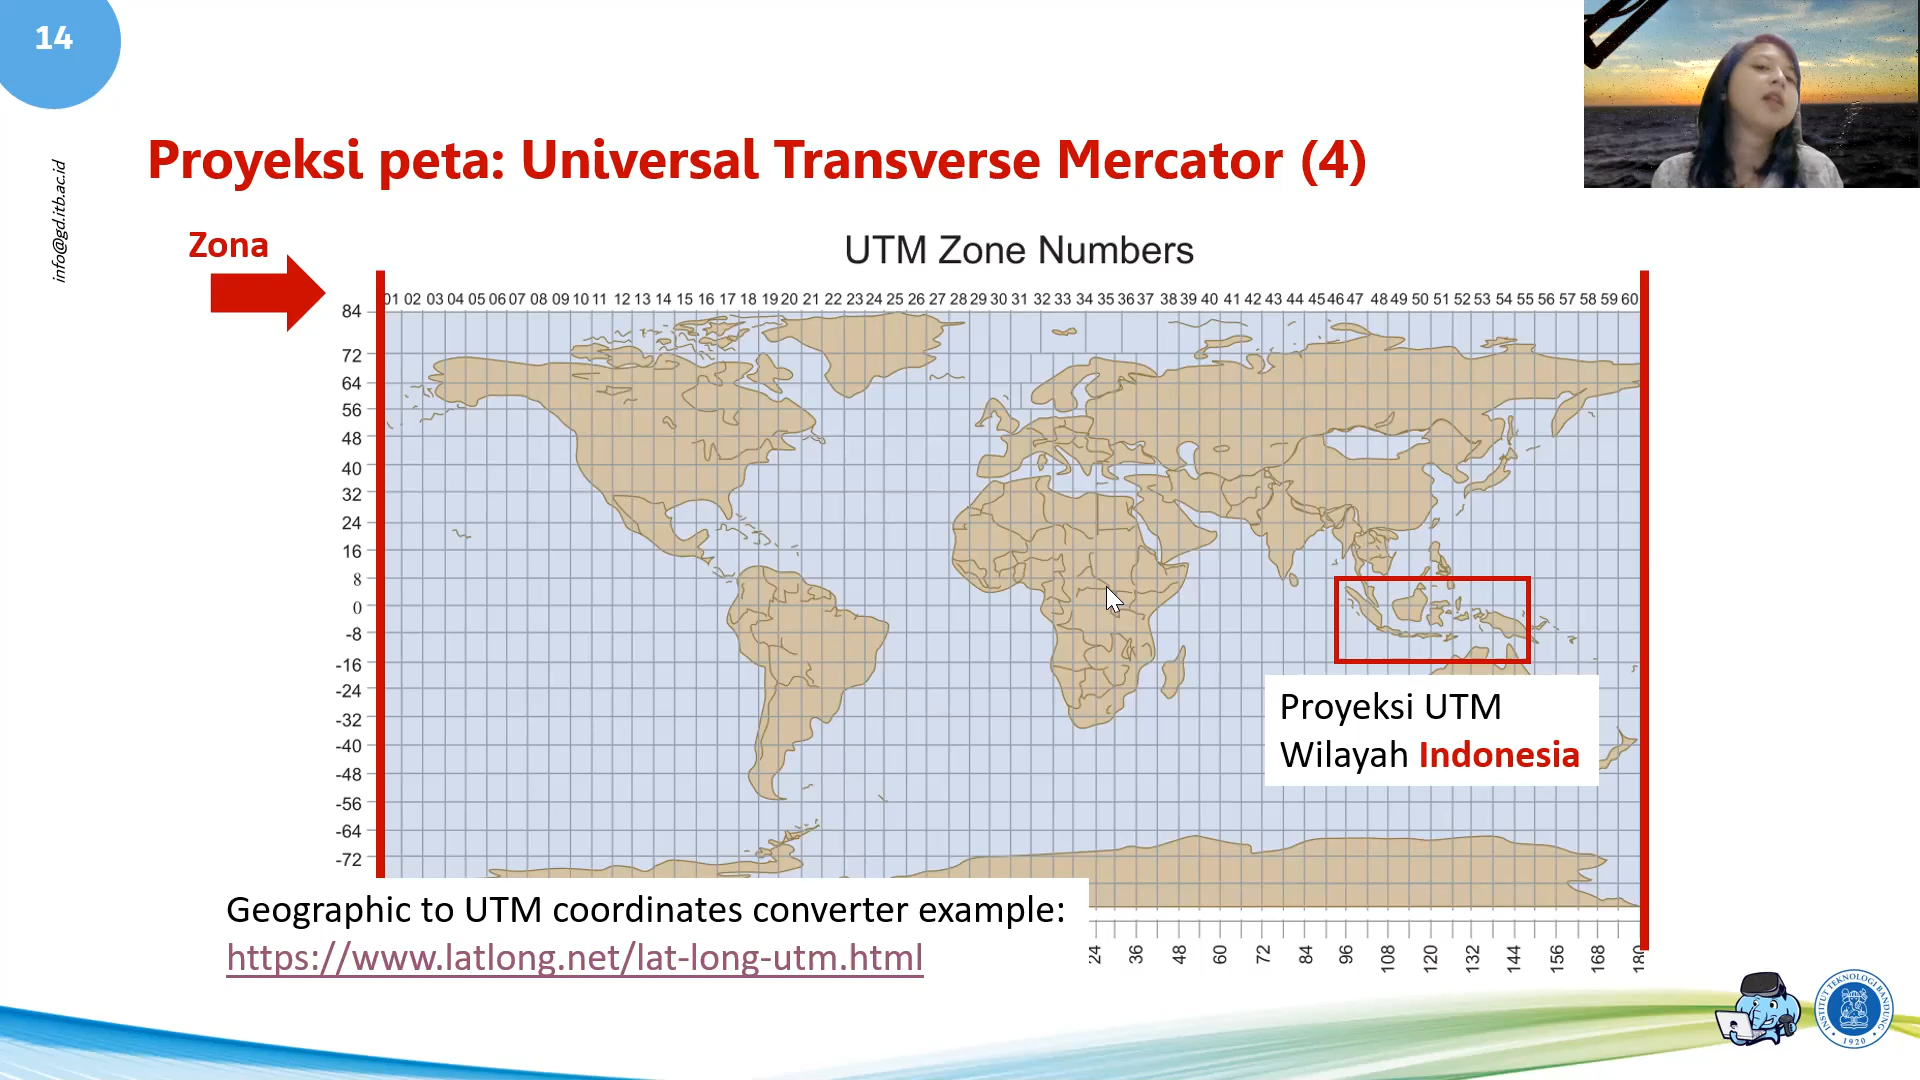 14
info@gd.itb.ac.id
Proyeksi peta: Universal Transverse Mercator (4)
Zona
UTM Zone Numbers
01 02 03 04 05 06 07 08 09 10 11 12 13 14 15 16 17 18 19 20 21 22 23 24 25 26 27 28 29 30 31 32 33 34 35 36 37 38 39 40 41 42 43 44 45 46 47 48 49 50 51 52 53 54 55 56 57 58 59 60
84
72
64
56
48
40
32
24
16
8
0
-8
-16
-24
-32
-40
-48
-56
-64
-72
Proyeksi UTM
Wilayah Indonesia
Geographic to UTM coordinates converter example:
https://www.latlong.net/lat-long-utm.html
24 36 48 60 72 84 96 108 120 132 144 156 168 180
INSTITUT TEKNOLOGI BANDUNG
1920